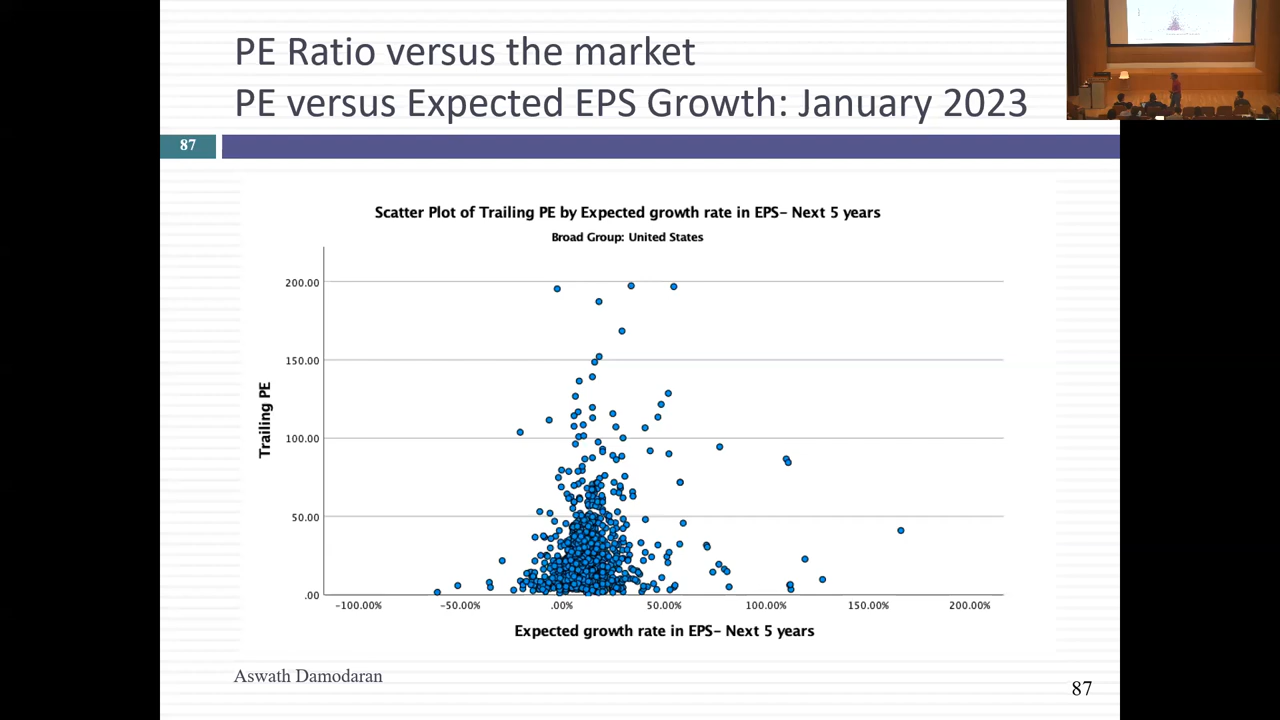 PE Ratio versus the market
PE versus Expected EPS Growth: January 2023
87
Scatter Plot of Trailing PE by Expected growth rate in EPS- Next 5 years
Broad Group: United States
200.00
150.00
100.00
50.00
.00
Trailing PE
-100.00%
-50.00%
.00%
50.00%
100.00%
150.00%
200.00%
Expected growth rate in EPS- Next 5 years
Aswath Damodaran
87